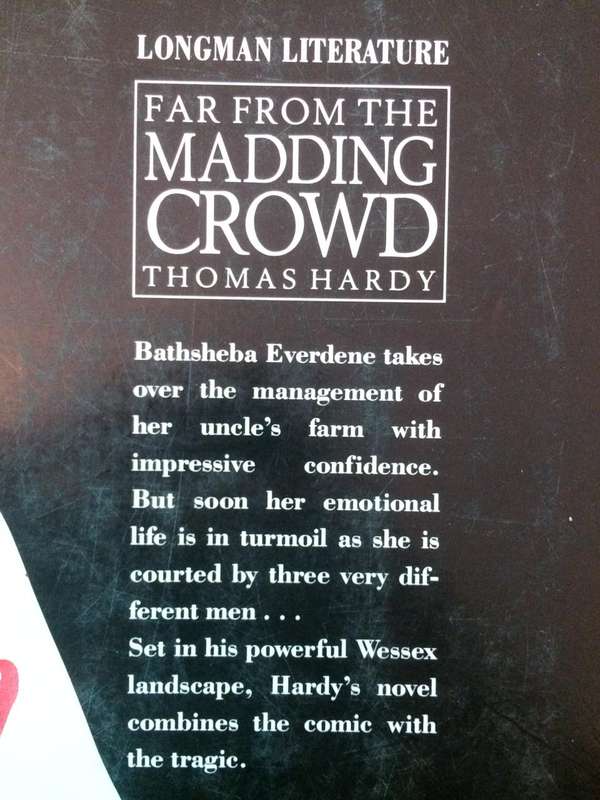 LONGMAN LITERATURE
FAR FROM THE
MADDING
CROWD
THOMAS HARDY
Bathsheba Everdene takes
over the management of
her uncle's farm with
impressive confidence.
But soon her emotional
life is in turmoil as she is
courted by three very dif-
ferent men . . .
Set in his powerful Wessex
landscape, Hardy's novel
combines the comic with
the tragic.